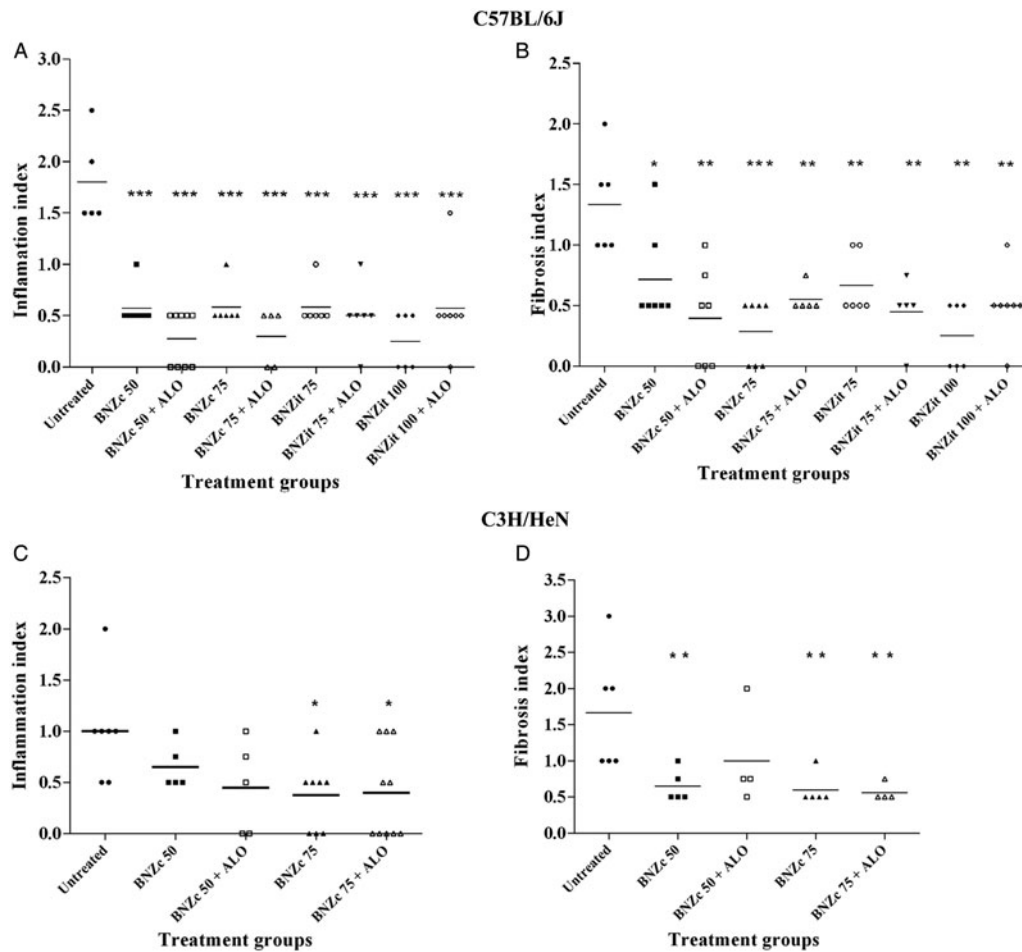 C57BL/6J
A
3.0
2.5
2.0
1.5
1.0
0.5
0.0
Inflamation index
*** *** *** *** *** *** *** ***
Untreated
BNZc 50
BNZc 50 + ALO
BNZc 75
BNZc 75 + ALO
BNZit 75
BNZit 75 + ALO
BNZit 100
BNZit 100 + ALO
Treatment groups
B
2.5
2.0
1.5
1.0
0.5
0.0
Fibrosis index
* ** *** ** ** ** ** **
Untreated
BNZc 50
BNZc 50 + ALO
BNZc 75
BNZc 75 + ALO
BNZit 75
BNZit 75 + ALO
BNZit 100
BNZit 100 + ALO
Treatment groups
C3H/HeN
C
2.5
2.0
1.5
1.0
0.5
0.0
Inflammation index
* *
Untreated
BNZc 50
BNZc 50 + ALO
BNZc 75
BNZc 75 + ALO
Treatment groups
D
3.5
3.0
2.5
2.0
1.5
1.0
0.5
0.0
Fibrosis index
** ** **
Untreated
BNZc 50
BNZc 50 + ALO
BNZc 75
BNZc 75 + ALO
Treatment groups